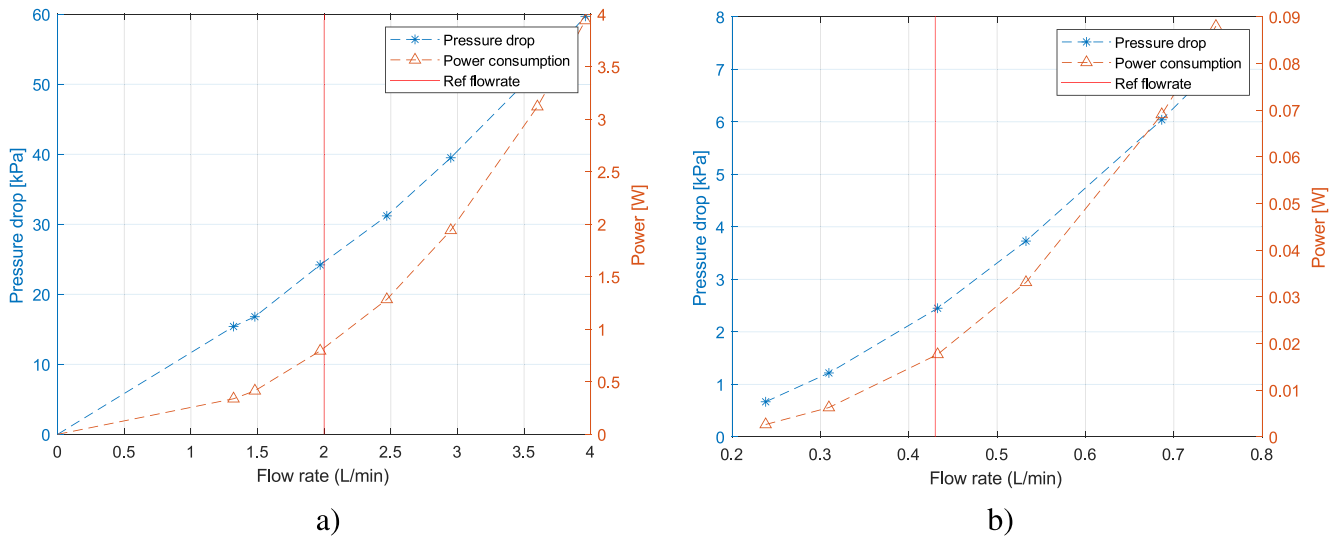 60
50
40
30
20
10
0
Pressure drop [kPa]
4
3.5
3
2.5
2
1.5
1
0.5
0
Power [W]
Pressure drop
Power consumption
Ref flowrate
0 0.5 1 1.5 2 2.5 3 3.5 4
Flow rate (L/min)
a)
8
7
6
5
4
3
2
1
0
Pressure drop [kPa]
0.09
0.08
0.07
0.06
0.05
0.04
0.03
0.02
0.01
0
Power [W]
Pressure drop
Power consumption
Ref flowrate
0.2 0.3 0.4 0.5 0.6 0.7 0.8
Flow rate (L/min)
b)